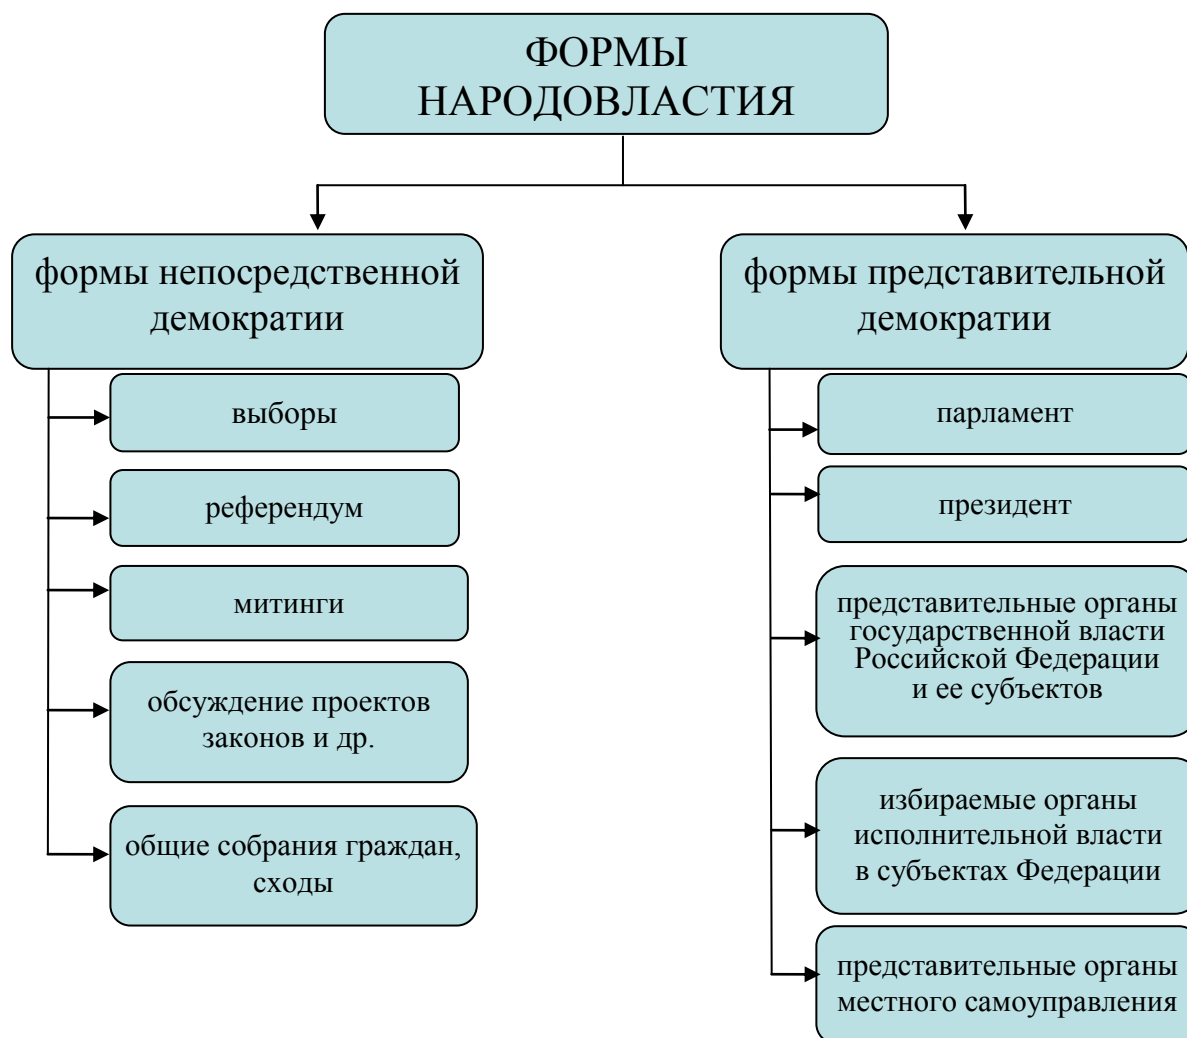 ФОРМЫ
НАРОДОВЛАСТИЯ
формы непосредственной
демократии
выборы
референдум
митинги
обсуждение проектов
законов и др.
общие собрания граждан,
сходы
формы представительной
демократии
парламент
президент
представительные органы
государственной власти
Российской Федерации
и ее субъектов
избираемые органы
исполнительной власти
в субъектах Федерации
представительные органы
местного самоуправления